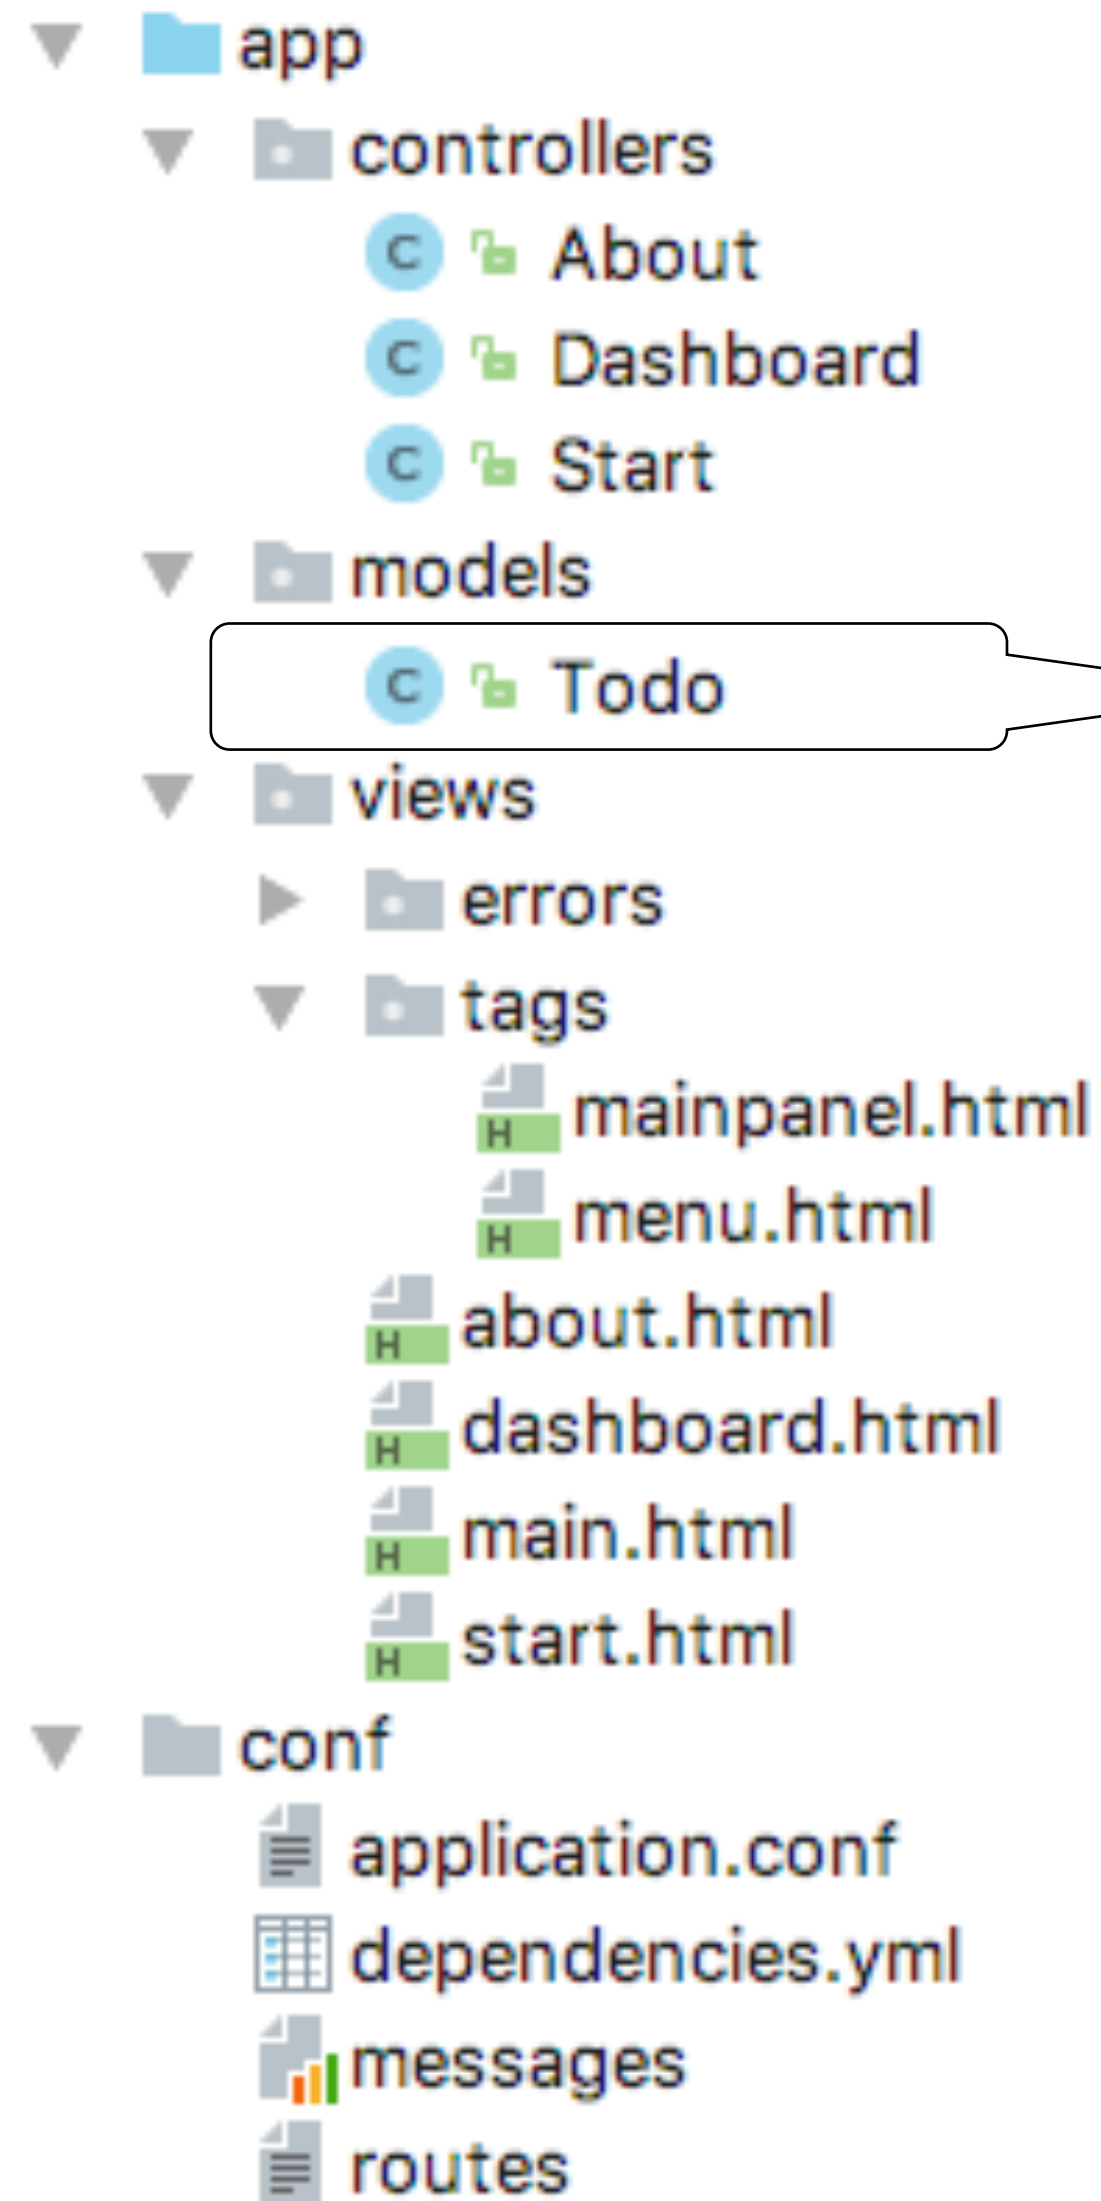 app
controllers
C About
C Dashboard
C Start
models
C Todo
views
errors
tags
H mainpanel.html
H menu.html
H about.html
H dashboard.html
H main.html
H start.html
conf
application.conf
dependencies.yml
messages
routes